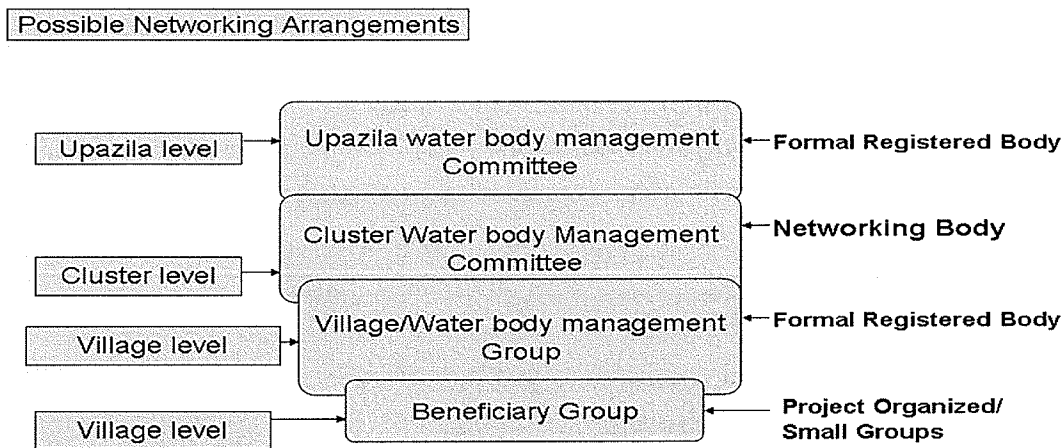 Possible Networking Arrangements
Upazila level
Upazila water body management
Committee
Formal Registered Body
Cluster level
Cluster Water body Management
Committee
Networking Body
Village level
Village/Water body management
Group
Formal Registered Body
Village level
Beneficiary Group
Project Organized/
Small Groups